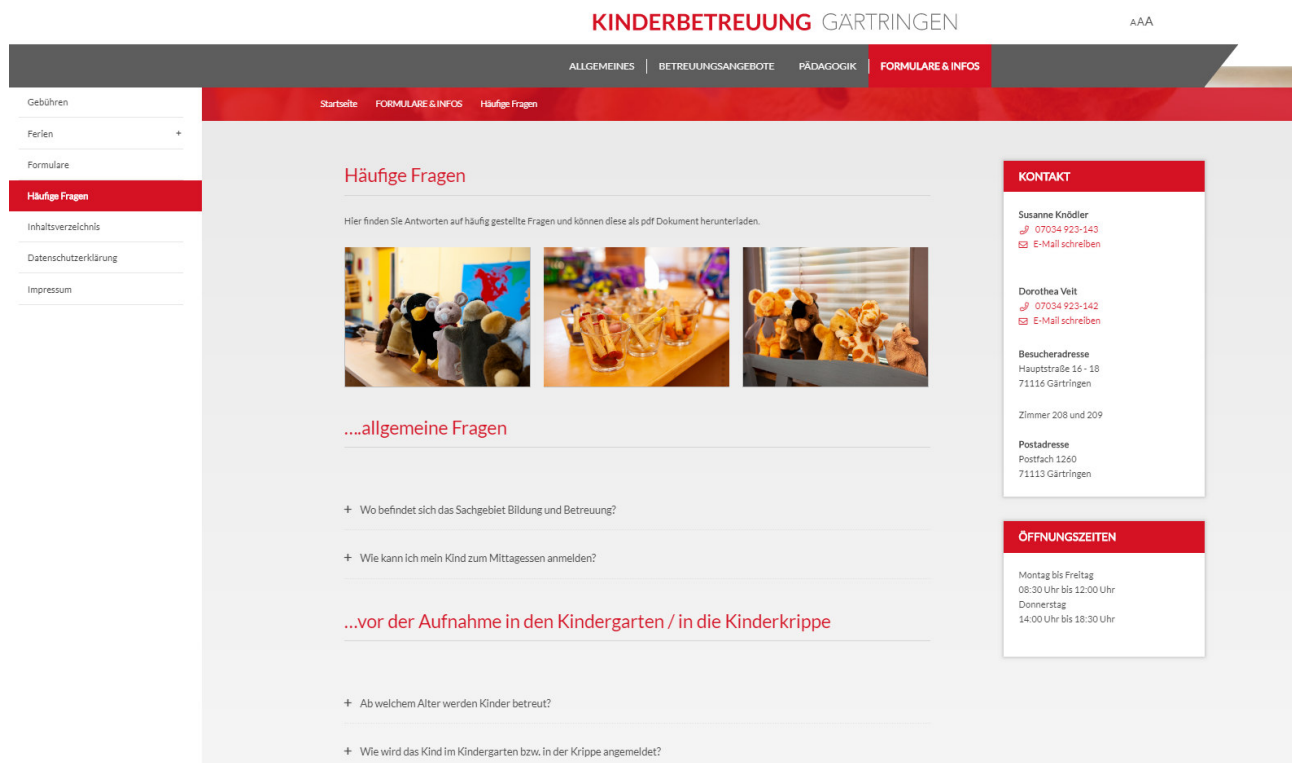 KINDERBETREUUNG GÄRTRINGEN
AAA
ALLGEMEINES
BETREUUNGSANGEBOTE
PÄDAGOGIK
FORMULARE & INFOS
Gebühren
Ferien +
Formulare
Häufige Fragen
Inhaltsverzeichnis
Datenschutzerklärung
Impressum
Startseite FORMULARE & INFOS Häufige Fragen
Häufige Fragen
Hier finden Sie Antworten auf häufig gestellte Fragen und können diese als pdf Dokument herunterladen.
....allgemeine Fragen
+ Wo befindet sich das Sachgebiet Bildung und Betreuung?
+ Wie kann ich mein Kind zum Mittagessen anmelden?
...vor der Aufnahme in den Kindergarten / in die Kinderkrippe
+ Ab welchem Alter werden Kinder betreut?
+ Wie wird das Kind im Kindergarten bzw. in der Krippe angemeldet?
KONTAKT
Susanne Knödler
07034 923-143
E-Mail schreiben
Dorothea Veit
07034 923-142
E-Mail schreiben
Besucheradresse
Hauptstraße 16 - 18
71116 Gärtringen
Zimmer 208 und 209
Postadresse
Postfach 1260
71113 Gärtringen
ÖFFNUNGSZEITEN
Montag bis Freitag
08:30 Uhr bis 12:00 Uhr
Donnerstag
14:00 Uhr bis 18:30 Uhr